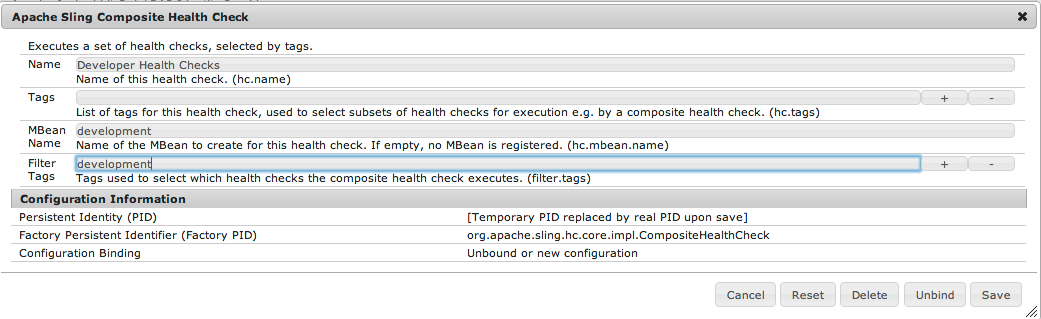 Apache Sling Composite Health Check
Executes a set of health checks, selected by tags.
Name
Developer Health Checks
Name of this health check. (hc.name)
Tags
+ -
List of tags for this health check, used to select subsets of health checks for execution e.g. by a composite health check. (hc.tags)
MBean Name
development
Name of the MBean to create for this health check. If empty, no MBean is registered. (hc.mbean.name)
Filter Tags
development + -
Tags used to select which health checks the composite health check executes. (filter.tags)
Configuration Information
Persistent Identity (PID) [Temporary PID replaced by real PID upon save]
Factory Persistent Identifier (Factory PID) org.apache.sling.hc.core.impl.CompositeHealthCheck
Configuration Binding Unbound or new configuration
Cancel Reset Delete Unbind Save